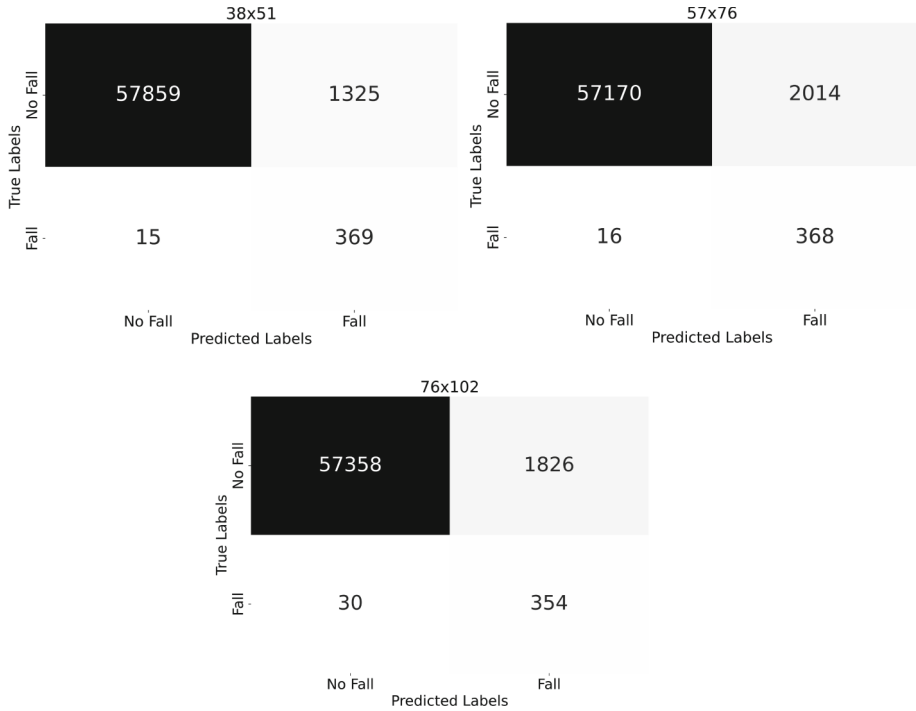 38x51
True Labels
No Fall
57859
1325
Fall
15
369
No Fall
Fall
Predicted Labels
57x76
True Labels
No Fall
57170
2014
Fall
16
368
No Fall
Fall
Predicted Labels
76x102
True Labels
No Fall
57358
1826
Fall
30
354
No Fall
Fall
Predicted Labels